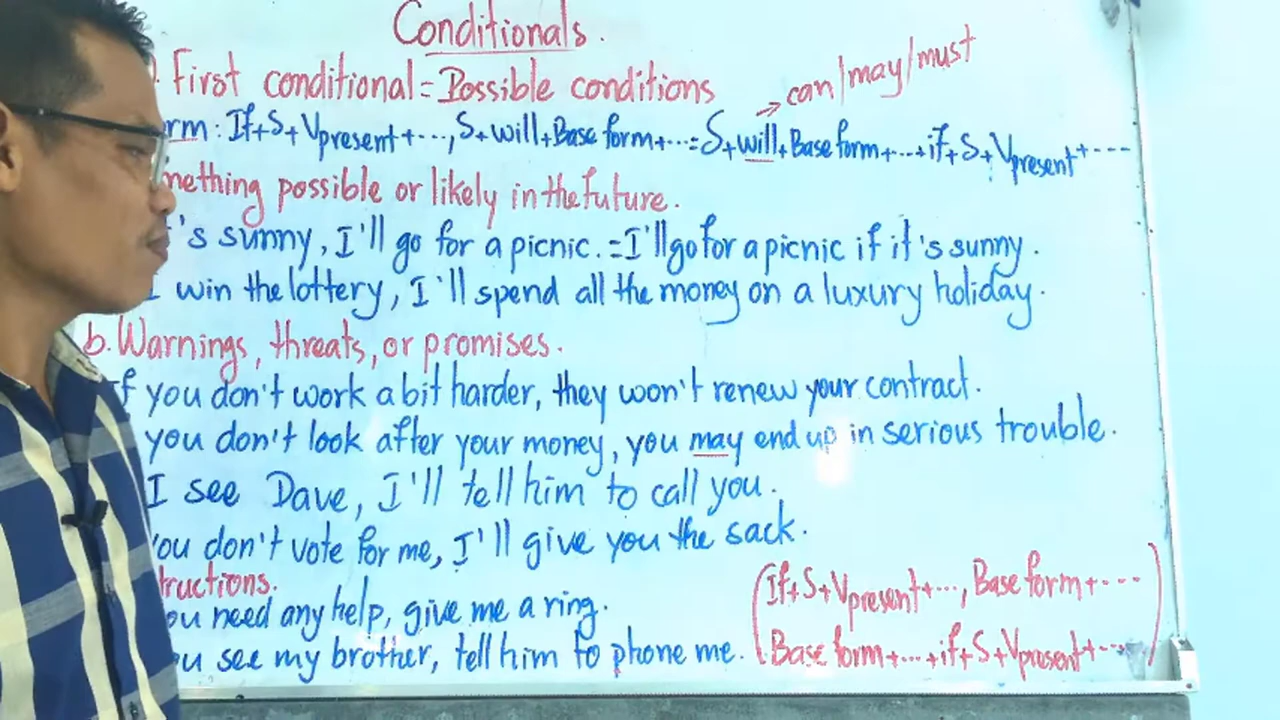 Conditionals.
). First conditional = Possible conditions → can/may/must
rm: If+S+Vpresent+..., S+will+Base form+...=S+will+Base form+...+if+S+Vpresent+---
mething possible or likely in the future.
's sunny, I'll go for a picnic. = I'll go for a picnic if it's sunny.
I win the lottery, I'll spend all the money on a luxury holiday.
b. Warnings, threats, or promises.
If you don't work a bit harder, they won't renew your contract.
you don't look after your money, you may end up in serious trouble.
I see Dave, I'll tell him to call you.
you don't vote for me, I'll give you the sack.
tructions.
ou need any help, give me a ring.
ou see my brother, tell him to phone me.
(If+S+Vpresent+..., Base form+---
Base form+...+if+S+Vpresent+---)